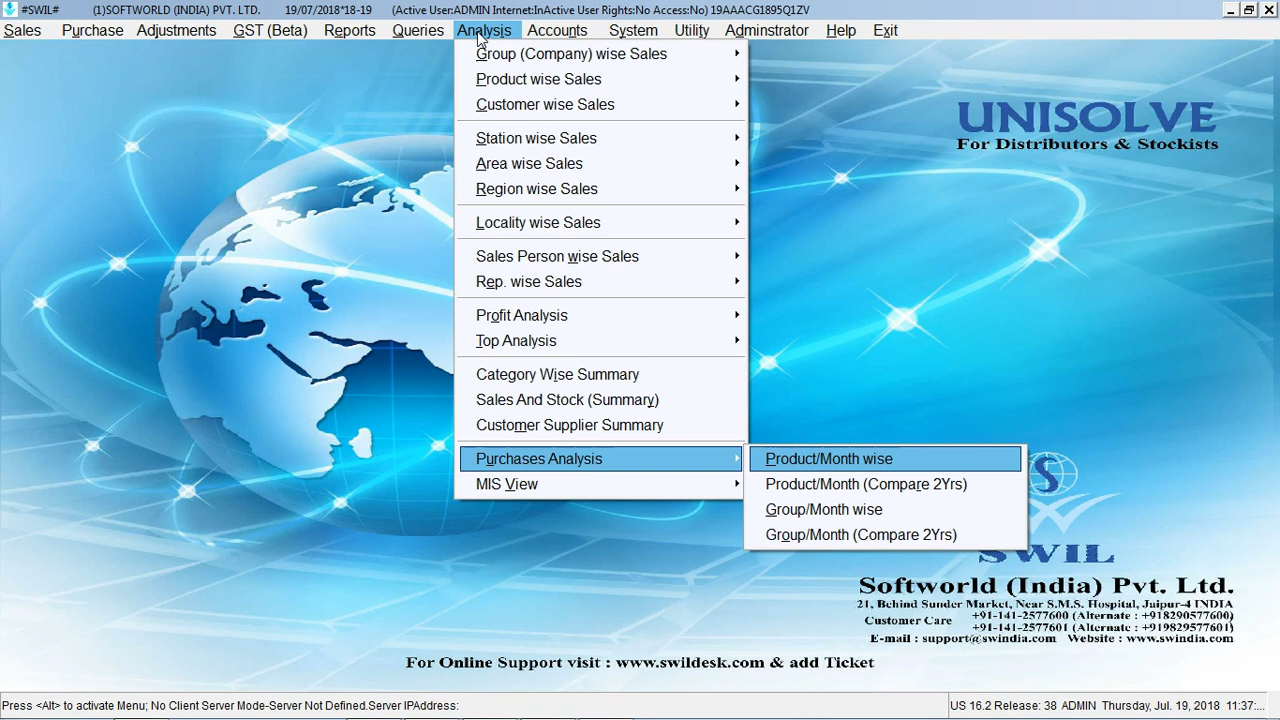 #SWIL# (1)SOFTWORLD (INDIA) PVT. LTD. 19/07/2018*18-19 (Active User:ADMIN Internet:InActive User Rights:No Access:No) 19AAACG1895Q1ZV
Sales Purchase Adjustments GST (Beta) Reports Queries Analysis Accounts System Utility Adminstrator Help Exit
Group (Company) wise Sales
Product wise Sales
Customer wise Sales
Station wise Sales
Area wise Sales
Region wise Sales
Locality wise Sales
Sales Person wise Sales
Rep. wise Sales
Profit Analysis
Top Analysis
Category Wise Summary
Sales And Stock (Summary)
Customer Supplier Summary
Purchases Analysis
MIS View
Product/Month wise
Product/Month (Compare 2Yrs)
Group/Month wise
Group/Month (Compare 2Yrs)
UNISOLVE
For Distributors & Stockists
S
SWIL
Softworld (India) Pvt. Ltd.
21, Behind Sunder Market, Near S.M.S. Hospital, Jaipur-4 INDIA
Customer Care +91-141-2577600 (Alternate : +918290577600)
+91-141-2577601 (Alternate : +918290577601)
E-mail : support@swindia.com Website : www.swindia.com
For Online Support visit : www.swildesk.com & add Ticket
Press <Alt> to activate Menu; No Client Server Mode-Server Not Defined.Server IPAddress:
US 16.2 Release: 38 ADMIN Thursday, Jul. 19, 2018 11:37:...